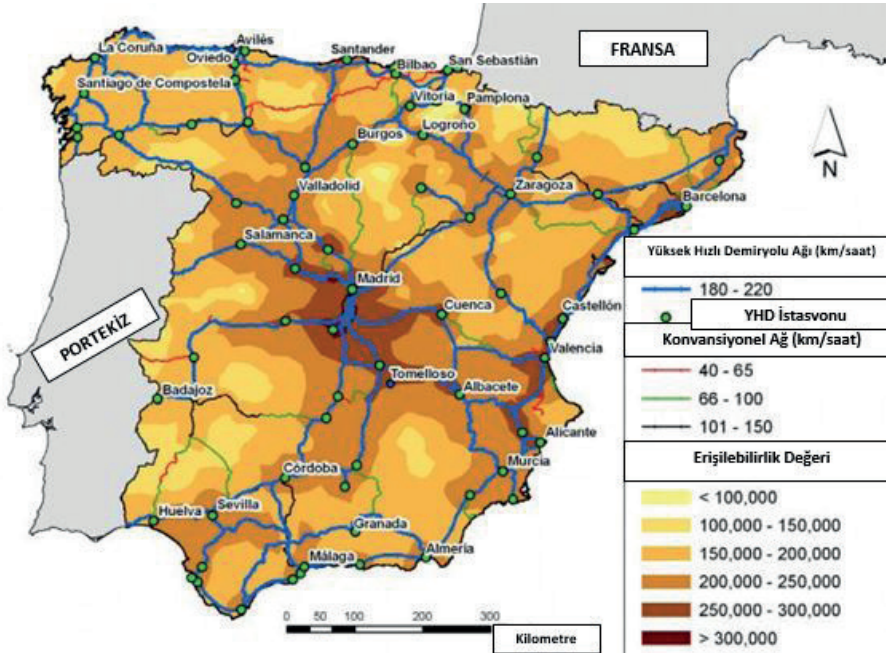 Avilès
La Coruña
Oviedo
Santander
San Sebastián
Bilbao
FRANSA
Santiago de Compostela
Vitoria
Pamplona
Logroño
Burgos
N
Valladolid
Zaragoza
Barcelona
Salamanca
Madrid
Cuenca
Castellón
PORTEKİZ
Valencia
Tomelloso
Albacete
Badajoz
Alicante
Murcia
Córdoba
Huelva
Sevilla
Granada
Almería
Málaga
0 50 100 200 300
Kilometre
Yüksek Hızlı Demiryolu Ağı (km/saat)
180 - 220
YHD İstasvonu
Konvansiyonel Ağ (km/saat)
40 - 65
66 - 100
101 - 150
Erişilebilirlik Değeri
< 100,000
100,000 - 150,000
150,000 - 200,000
200,000 - 250,000
250,000 - 300,000
> 300,000